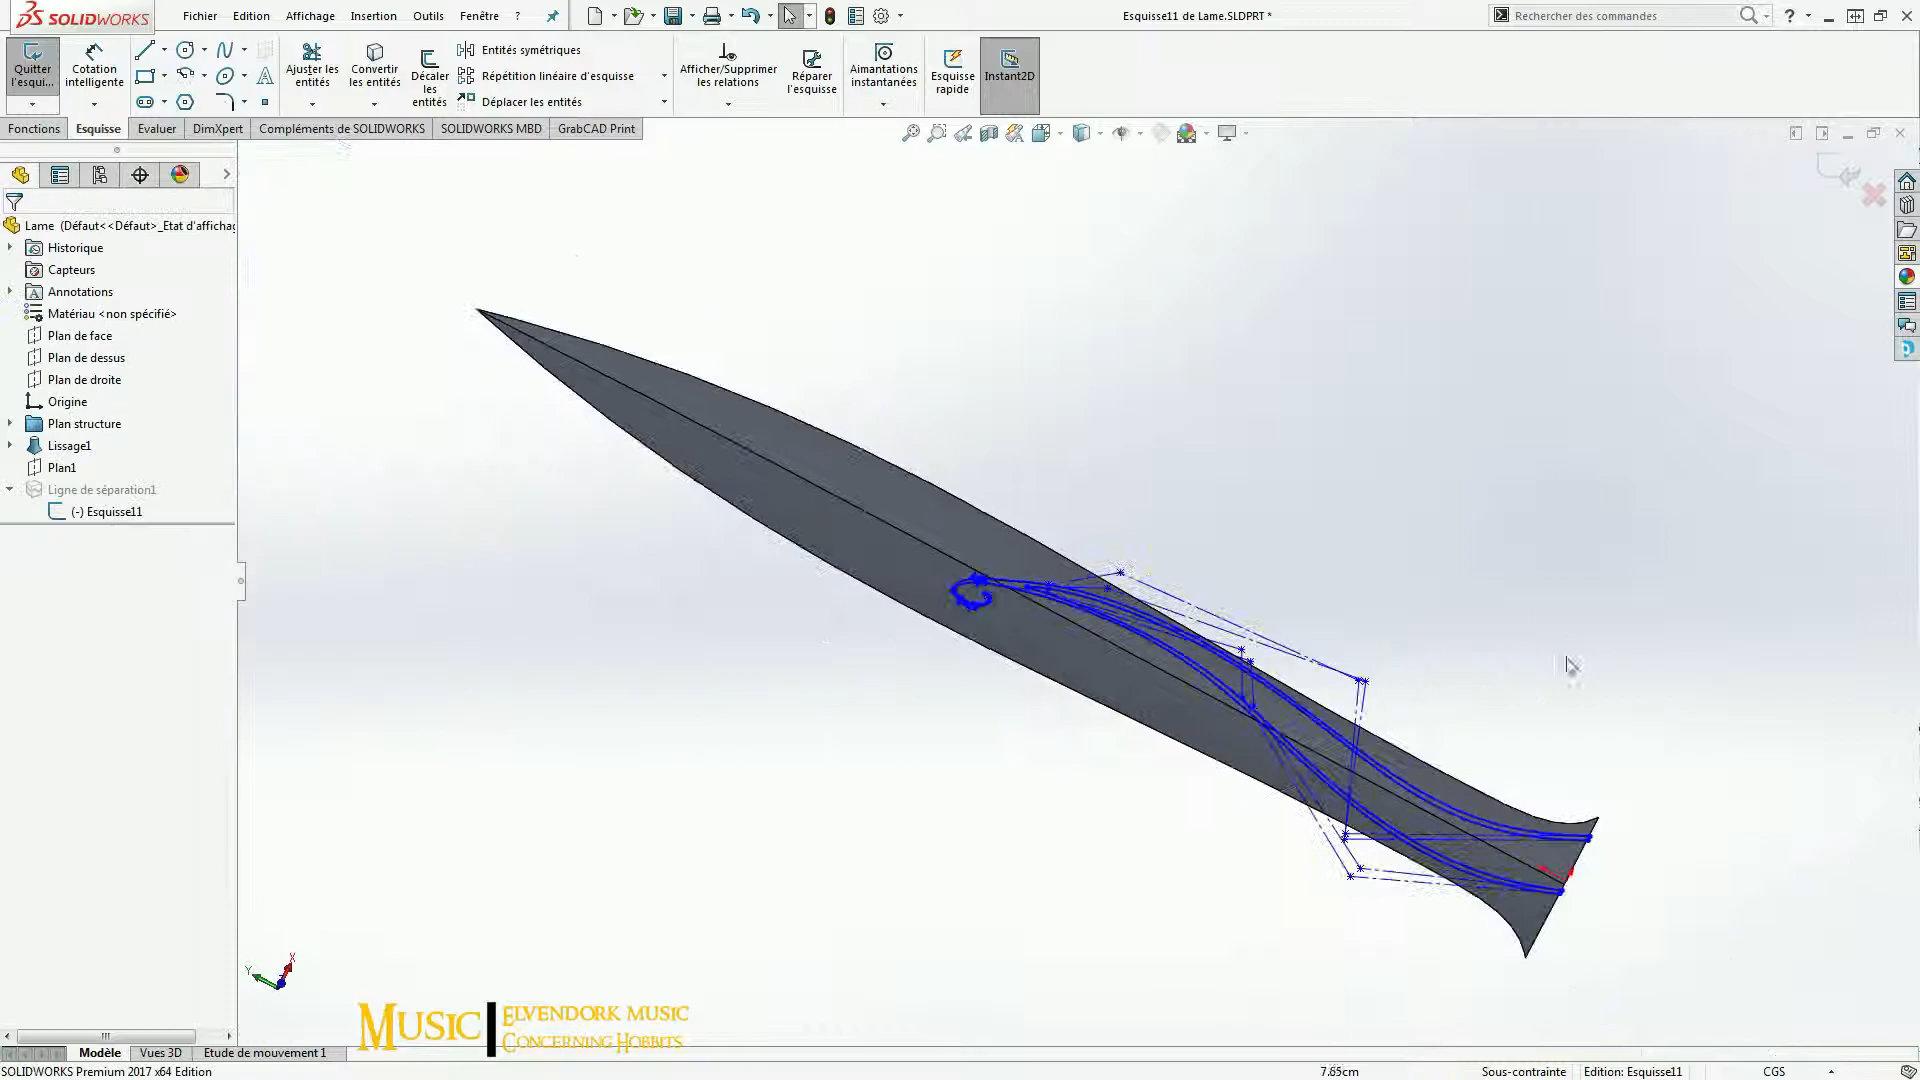 SOLIDWORKS
Fichier Edition Affichage Insertion Outils Fenêtre ?
Esquisse11 de Lame.SLDPRT *
Rechercher des commandes
Quitter l'esqui...
Cotation intelligente
Ajuster les entités
Convertir les entités
Décaler les entités
Entités symétriques
Répétition linéaire d'esquisse
Déplacer les entités
Afficher/Supprimer les relations
Réparer l'esquisse
Aimantations instantanées
Esquisse rapide
Instant2D
Fonctions Esquisse Evaluer DimXpert Compléments de SOLIDWORKS SOLIDWORKS MBD GrabCAD Print
Lame (Défaut<<Défaut>_Etat d'affichag
Historique
Capteurs
Annotations
Matériau <non spécifié>
Plan de face
Plan de dessus
Plan de droite
Origine
Plan structure
Lissage1
Plan1
Ligne de séparation1
(-) Esquisse11
Y X
Music
Elvendork music
Concerning Hobbits
Modèle Vues 3D Etude de mouvement 1
SOLIDWORKS Premium 2017 x64 Edition 7.65cm Sous-contrainte Edition: Esquisse11 CGS